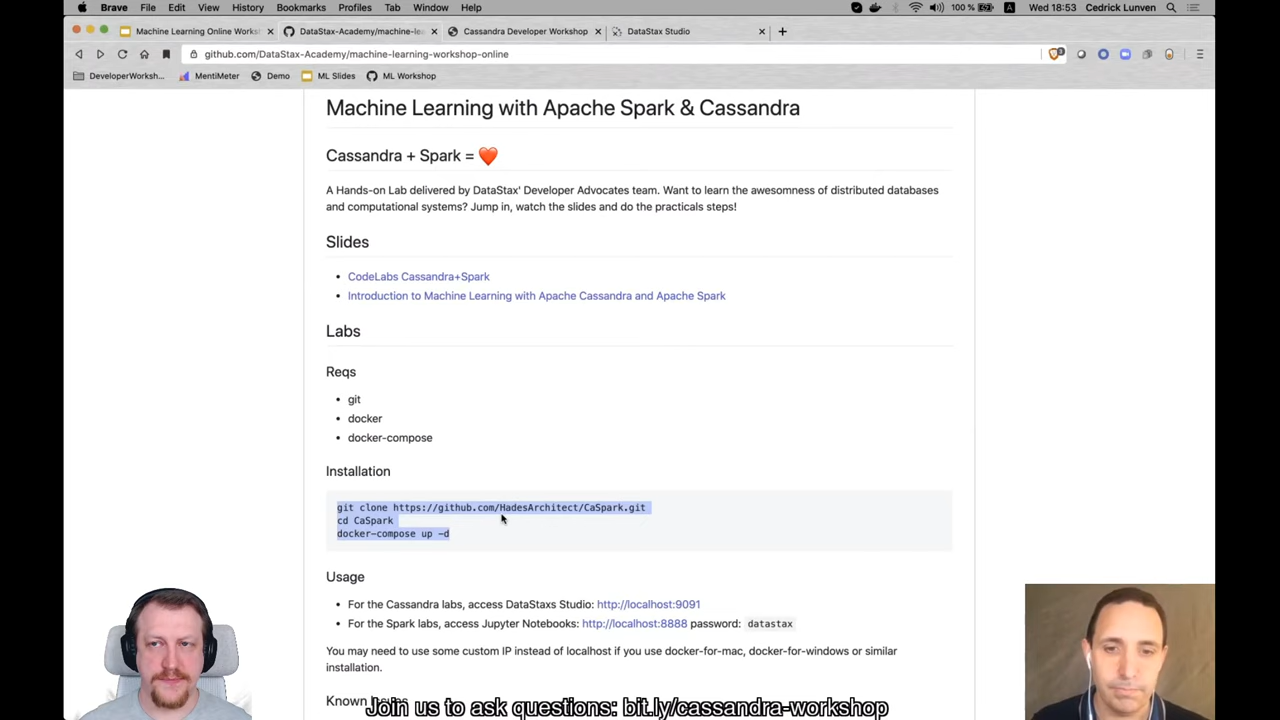 Brave File Edit View History Bookmarks Profiles Tab Window Help 100 % A Wed 18:53 Cedrick Lunven
Machine Learning Online Works DataStax-Academy/machine-le Cassandra Developer Workshop DataStax Studio
github.com/DataStax-Academy/machine-learning-workshop-online
DeveloperWorksh... MentiMeter Demo ML Slides ML Workshop
Machine Learning with Apache Spark & Cassandra
Cassandra + Spark = ❤️
A Hands-on Lab delivered by DataStax' Developer Advocates team. Want to learn the awesomness of distributed databases
and computational systems? Jump in, watch the slides and do the practicals steps!
Slides
• CodeLabs Cassandra+Spark
• Introduction to Machine Learning with Apache Cassandra and Apache Spark
Labs
Reqs
• git
• docker
• docker-compose
Installation
git clone https://github.com/HadesArchitect/CaSpark.git
cd CaSpark
docker-compose up -d
Usage
• For the Cassandra labs, access DataStaxs Studio: http://localhost:9091
• For the Spark labs, access Jupyter Notebooks: http://localhost:8888 password: datastax
You may need to use some custom IP instead of localhost if you use docker-for-mac, docker-for-windows or similar
installation.
Known Issues
Join us to ask questions: bit.ly/cassandra-workshop